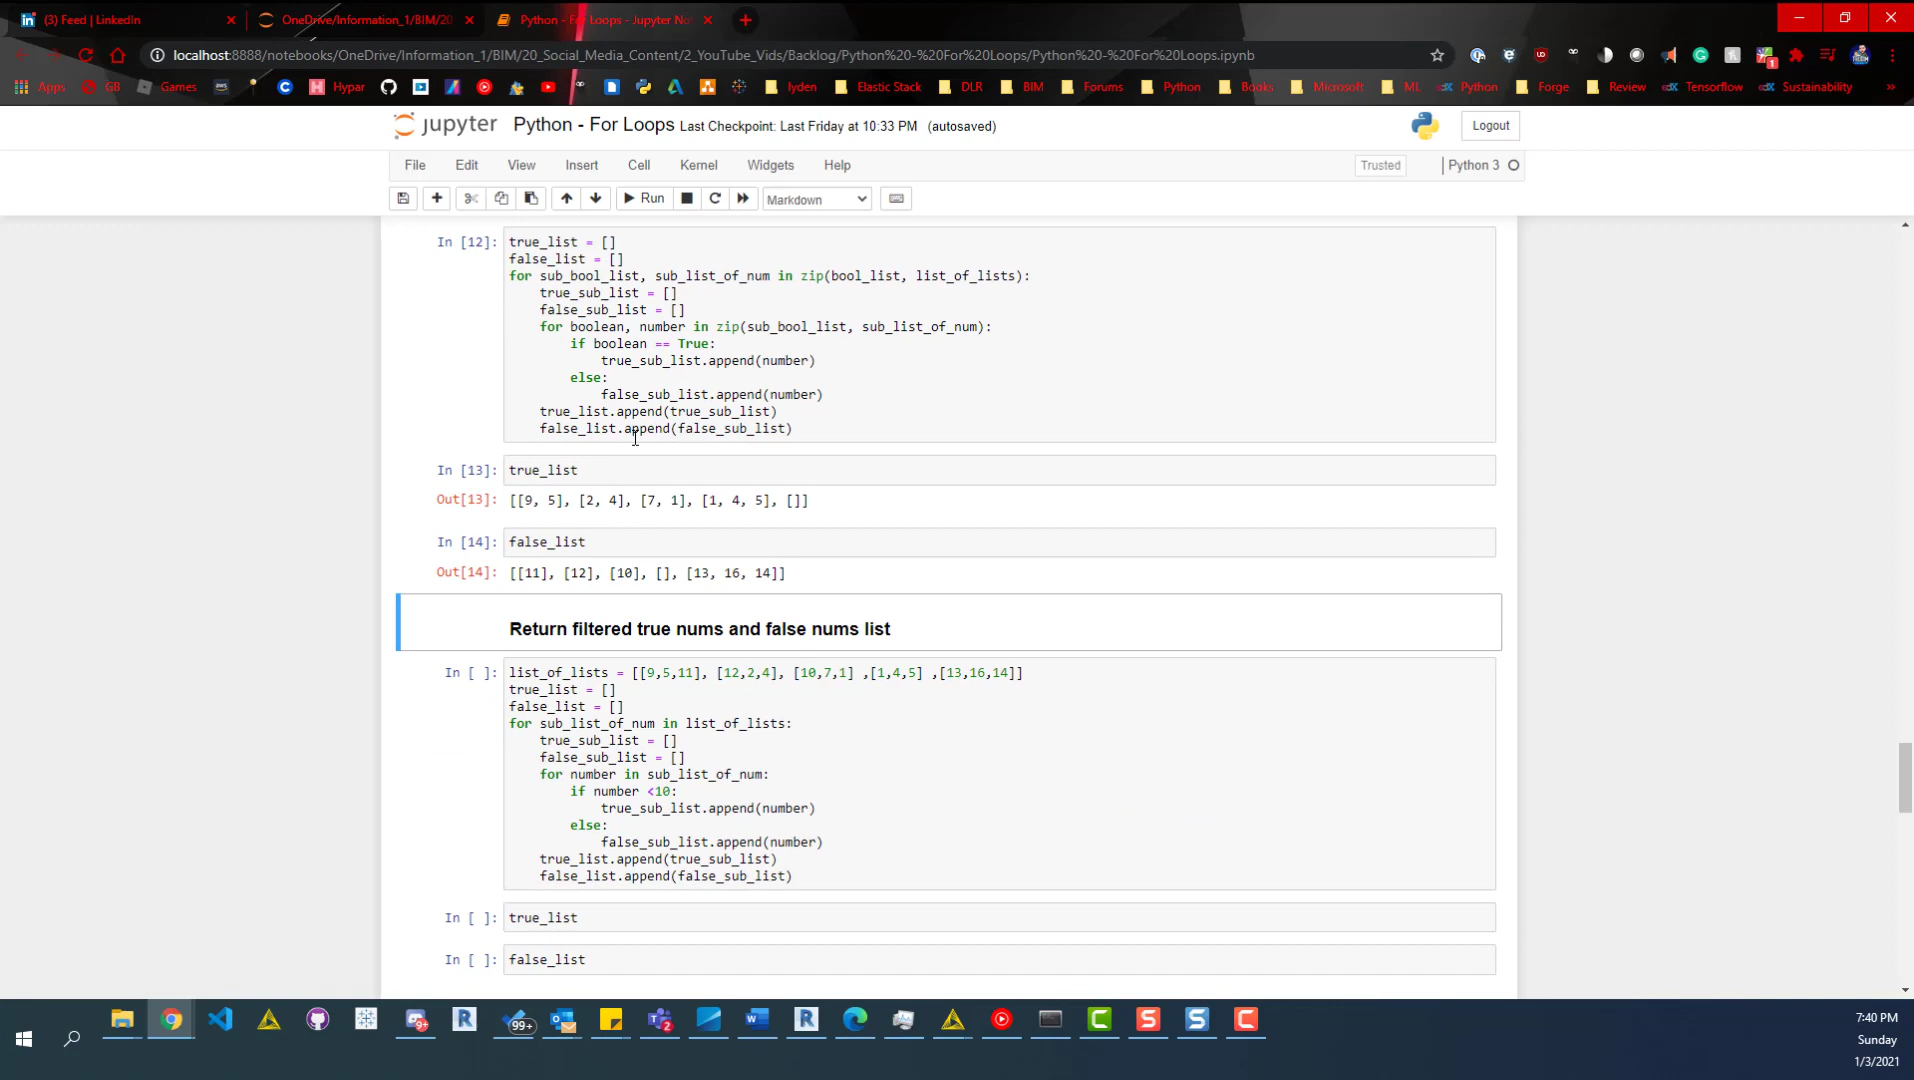 (3) Feed | LinkedIn
OneDrive/Information_1/BIM/20
Python - For Loops - Jupyter No
localhost:8888/notebooks/OneDrive/Information_1/BIM/20_Social_Media_Content/2_YouTube_Vids/Backlog/Python%20-%20For%20Loops/Python%20-%20For%20Loops.ipynb
Apps GB Games Hypar Iyden Elastic Stack DLR BIM Forums Python Books Microsoft ML Python Forge Review Tensorflow Sustainability »
jupyter Python - For Loops Last Checkpoint: Last Friday at 10:33 PM (autosaved) Logout
File Edit View Insert Cell Kernel Widgets Help Trusted Python 3
Run Markdown
In [12]: true_list = []
false_list = []
for sub_bool_list, sub_list_of_num in zip(bool_list, list_of_lists):
    true_sub_list = []
    false_sub_list = []
    for boolean, number in zip(sub_bool_list, sub_list_of_num):
        if boolean == True:
            true_sub_list.append(number)
        else:
            false_sub_list.append(number)
    true_list.append(true_sub_list)
    false_list.append(false_sub_list)
In [13]: true_list
Out[13]: [[9, 5], [2, 4], [7, 1], [1, 4, 5], []]
In [14]: false_list
Out[14]: [[11], [12], [10], [], [13, 16, 14]]
Return filtered true nums and false nums list
In [ ]: list_of_lists = [[9,5,11], [12,2,4], [10,7,1] ,[1,4,5] ,[13,16,14]]
true_list = []
false_list = []
for sub_list_of_num in list_of_lists:
    true_sub_list = []
    false_sub_list = []
    for number in sub_list_of_num:
        if number <10:
            true_sub_list.append(number)
        else:
            false_sub_list.append(number)
    true_list.append(true_sub_list)
    false_list.append(false_sub_list)
In [ ]: true_list
In [ ]: false_list
7:40 PM
Sunday
1/3/2021